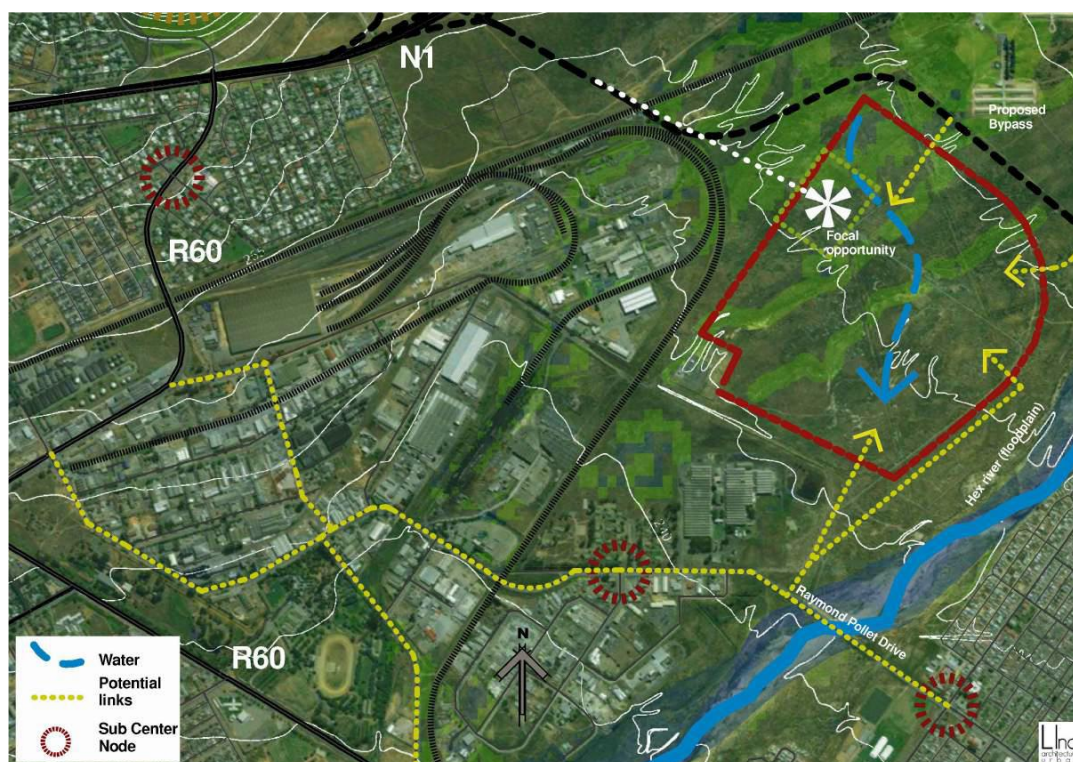 N1
Proposed
Bypass
R60
Focal
opportunity
Hex river (floodplain)
Raymond Pollet Drive
R60
N
Water
Potential
links
Sub Center
Node